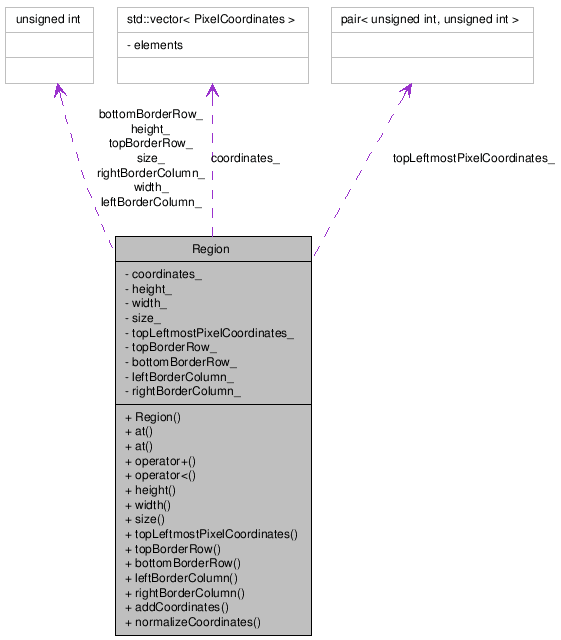 unsigned int
std::vector< PixelCoordinates >
- elements
pair< unsigned int, unsigned int >
bottomBorderRow_
height_
topBorderRow_
size_
rightBorderColumn_
width_
leftBorderColumn_
coordinates_
topLeftmostPixelCoordinates_
Region
- coordinates_
- height_
- width_
- size_
- topLeftmostPixelCoordinates_
- topBorderRow_
- bottomBorderRow_
- leftBorderColumn_
- rightBorderColumn_
+ Region()
+ at()
+ at()
+ operator+()
+ operator<()
+ height()
+ width()
+ size()
+ topLeftmostPixelCoordinates()
+ topBorderRow()
+ bottomBorderRow()
+ leftBorderColumn()
+ rightBorderColumn()
+ addCoordinates()
+ normalizeCoordinates()